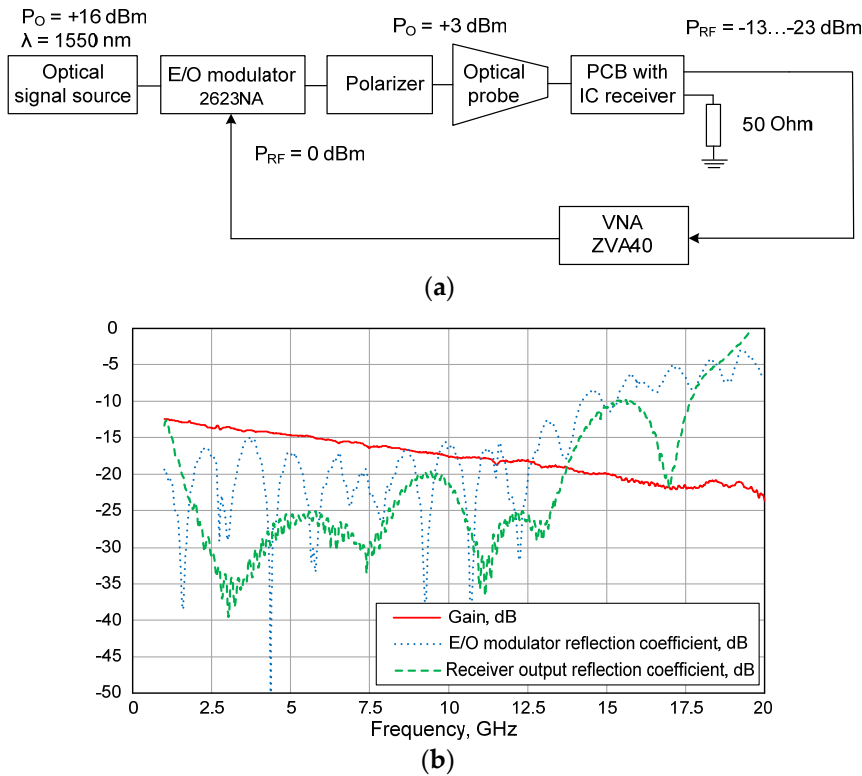 P_O = +16 dBm
λ = 1550 nm
P_O = +3 dBm
P_RF = -13…-23 dBm
Optical
signal source
E/O modulator
2623NA
Polarizer
Optical
probe
PCB with
IC receiver
50 Ohm
P_RF = 0 dBm
VNA
ZVA40
(a)
0
-5
-10
-15
-20
-25
-30
-35
-40
-45
-50
Gain, dB
E/O modulator reflection coefficient, dB
Receiver output reflection coefficient, dB
0 2.5 5 7.5 10 12.5 15 17.5 20
Frequency, GHz
(b)